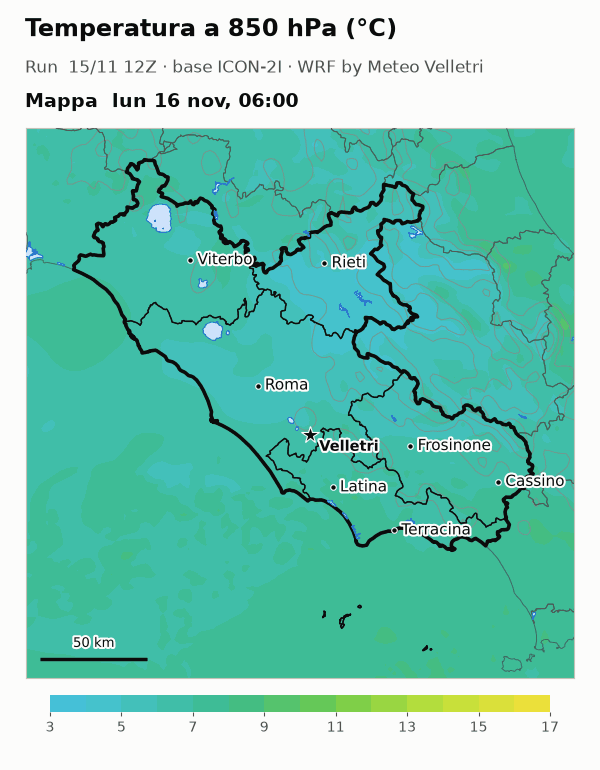 Temperatura a 850 hPa (°C)
Run  15/11 12Z · base ICON-2I · WRF by Meteo Velletri
Mappa  lun 16 nov, 06:00
Viterbo
Rieti
Roma
Velletri
Frosinone
Latina
Cassino
Terracina
50 km
3 5 7 9 11 13 15 17